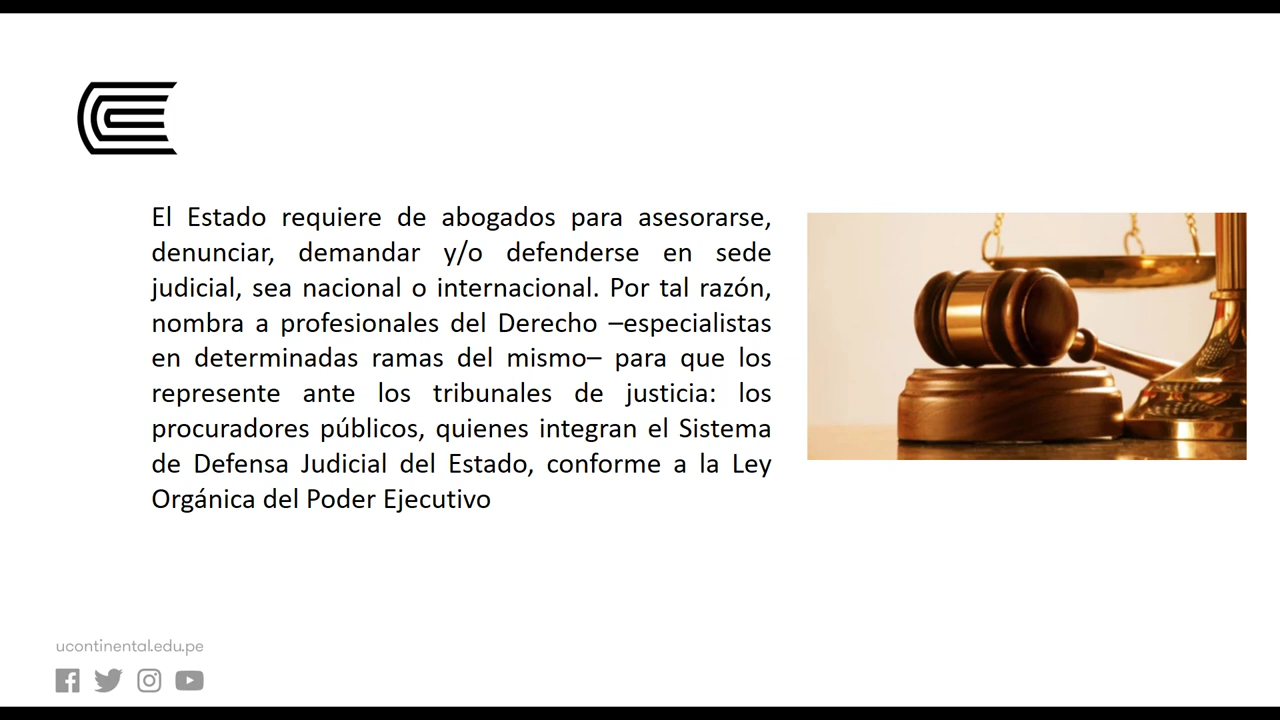 El Estado requiere de abogados para asesorarse,
denunciar, demandar y/o defenderse en sede
judicial, sea nacional o internacional. Por tal razón,
nombra a profesionales del Derecho –especialistas
en determinadas ramas del mismo– para que los
represente ante los tribunales de justicia: los
procuradores públicos, quienes integran el Sistema
de Defensa Judicial del Estado, conforme a la Ley
Orgánica del Poder Ejecutivo
ucontinental.edu.pe